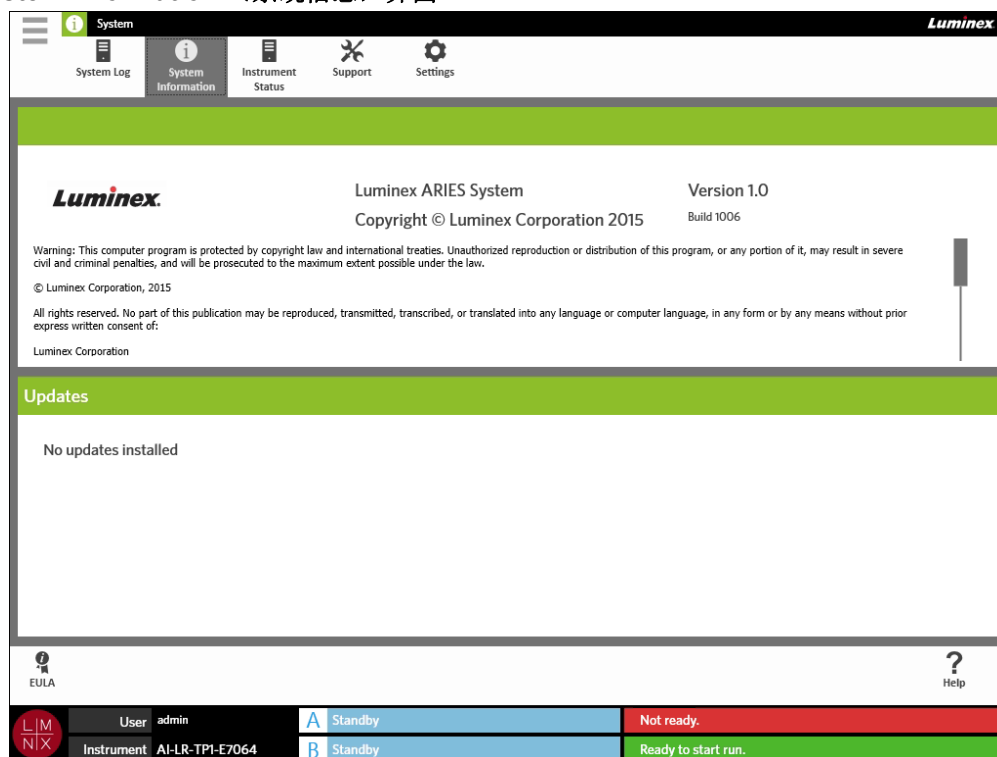 System
Luminex
System Log
System
Information
Instrument
Status
Support
Settings
Luminex.
Luminex ARIES System
Version 1.0
Copyright © Luminex Corporation 2015
Build 1006
Warning: This computer program is protected by copyright law and international treaties. Unauthorized reproduction or distribution of this program, or any portion of it, may result in severe
civil and criminal penalties, and will be prosecuted to the maximum extent possible under the law.
© Luminex Corporation, 2015
All rights reserved. No part of this publication may be reproduced, transmitted, transcribed, or translated into any language or computer language, in any form or by any means without prior
express written consent of:
Luminex Corporation
Updates
No updates installed
EULA
? Help
LMNX
User admin
A Standby
Not ready.
Instrument AI-LR-TP1-E7064
B Standby
Ready to start run.